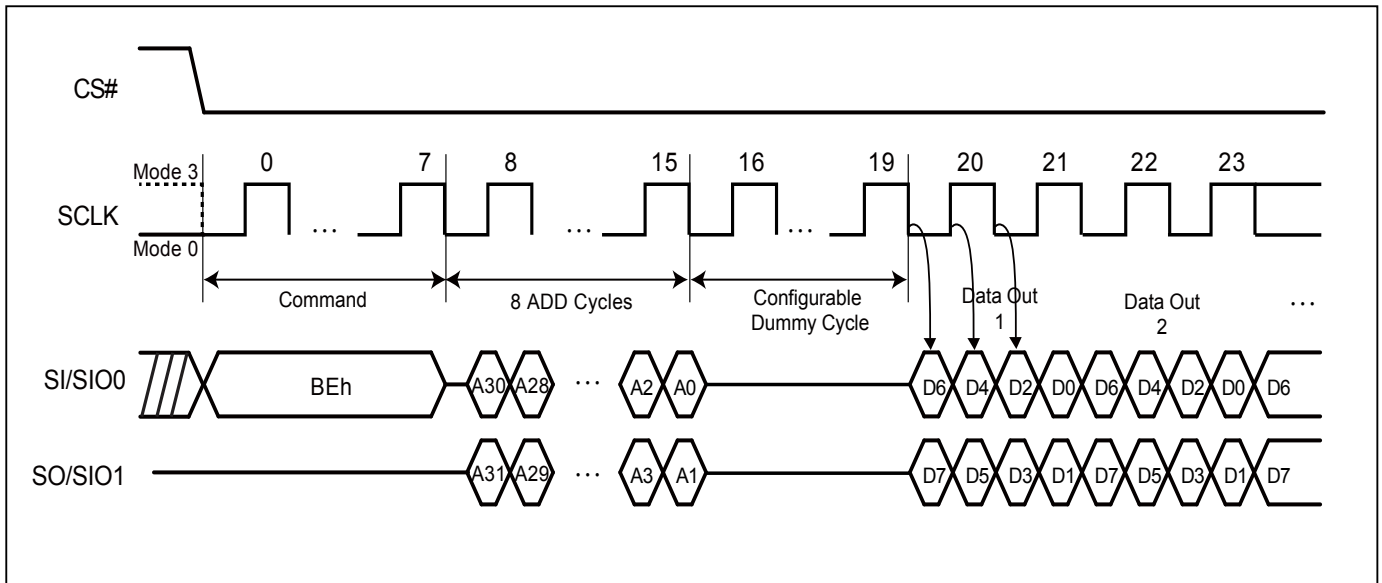 CS#
0 7 8 15 16 19 20 21 22 23
Mode 3
SCLK
... ... ...
Mode 0
Command
8 ADD Cycles
Configurable
Dummy Cycle
Data Out
1
Data Out
2
...
SI/SIO0
BEh
A30 A28 ... A2 A0
D6 D4 D2 D0 D6 D4 D2 D0 D6
SO/SIO1
A31 A29 ... A3 A1
D7 D5 D3 D1 D7 D5 D3 D1 D7